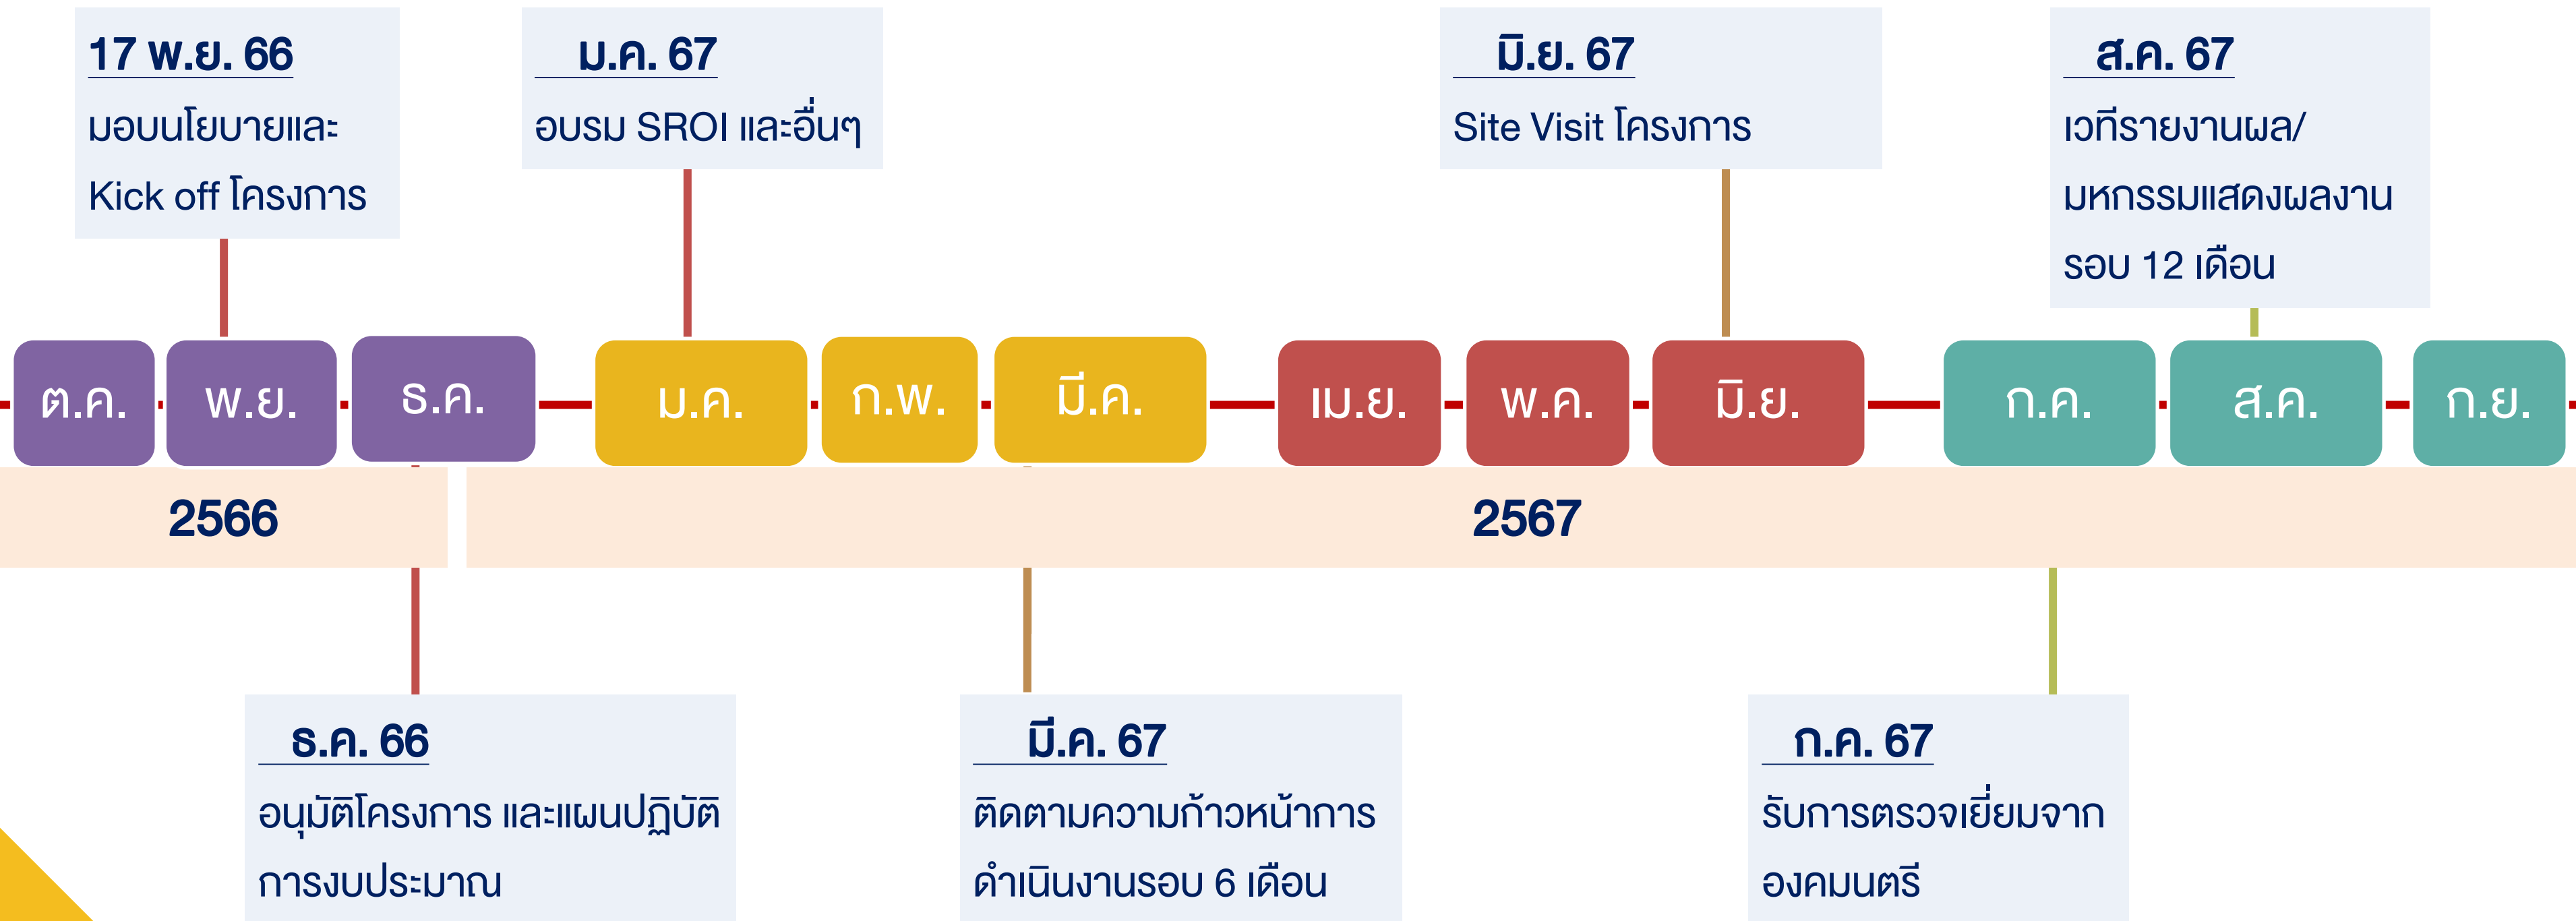 17 พ.ย. 66
มอบนโยบายและ
Kick off โครงการ
ม.ค. 67
อบรม SROI และอื่นๆ
มิ.ย. 67
Site Visit โครงการ
ส.ค. 67
เวทีรายงานผล/
มหกรรมแสดงผลงาน
รอบ 12 เดือน
ต.ค.
พ.ย.
ธ.ค.
ม.ค.
ก.พ.
มี.ค.
เม.ย.
พ.ค.
มิ.ย.
ก.ค.
ส.ค.
ก.ย.
2566
2567
ธ.ค. 66
อนุมัติโครงการ และแผนปฏิบัติ
การงบประมาณ
มี.ค. 67
ติดตามความก้าวหน้าการ
ดำเนินงานรอบ 6 เดือน
ก.ค. 67
รับการตรวจเยี่ยมจาก
องคมนตรี